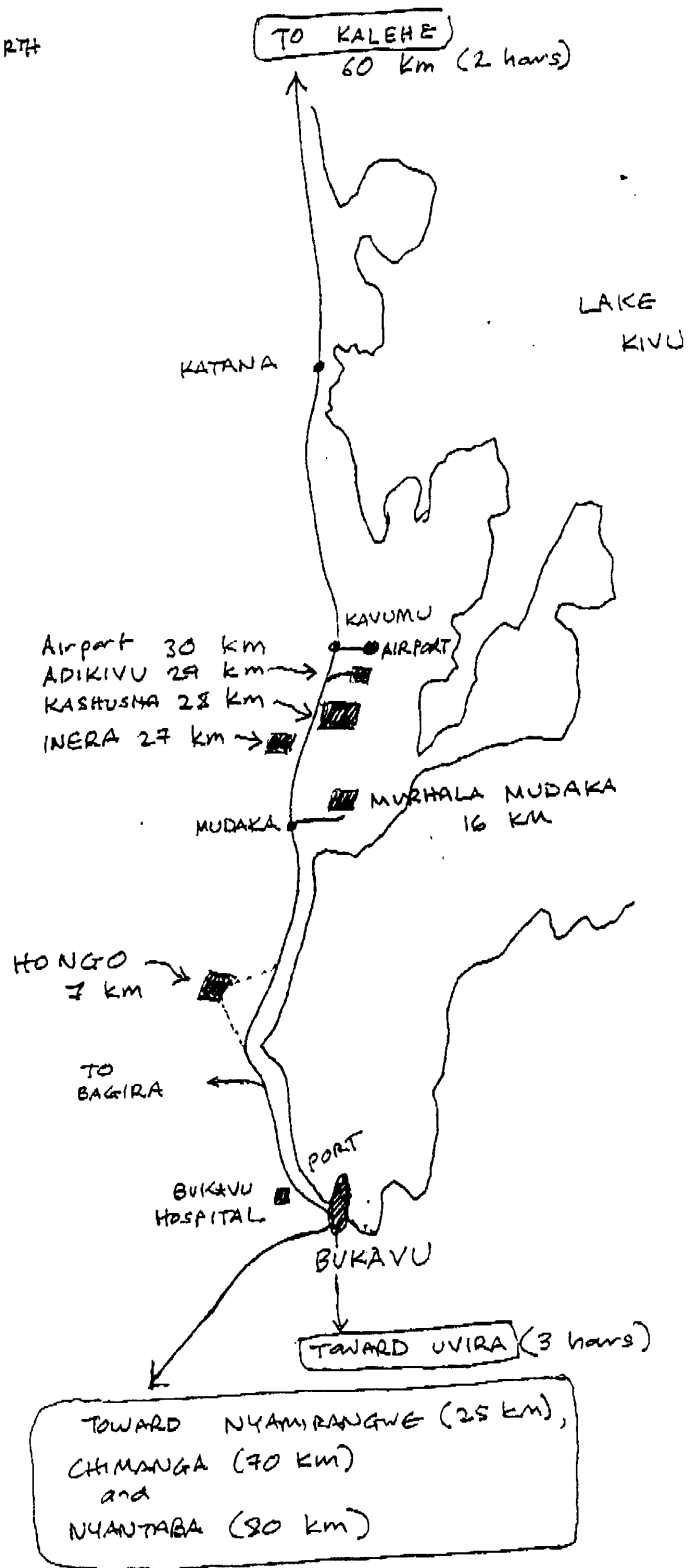 RTH
TO KALEHE
60 Km (2 hours)
LAKE
KIVU
KATANA
KAVUMU
Airport 30 km
AIRPORT
ADIKIVU 29 km
KASHUSHA 28 km
INERA 27 km
MURHALA MUDAKA
16 KM
MUDAKA
HONGO
7 km
TO
BAGIRA
PORT
BUKAVU
HOSPITAL
BUKAVU
TOWARD UVIRA (3 hours)
TOWARD NYAMIRANGWE (25 km),
CHIMANGA (70 km)
and
NYANTABA (80 km)